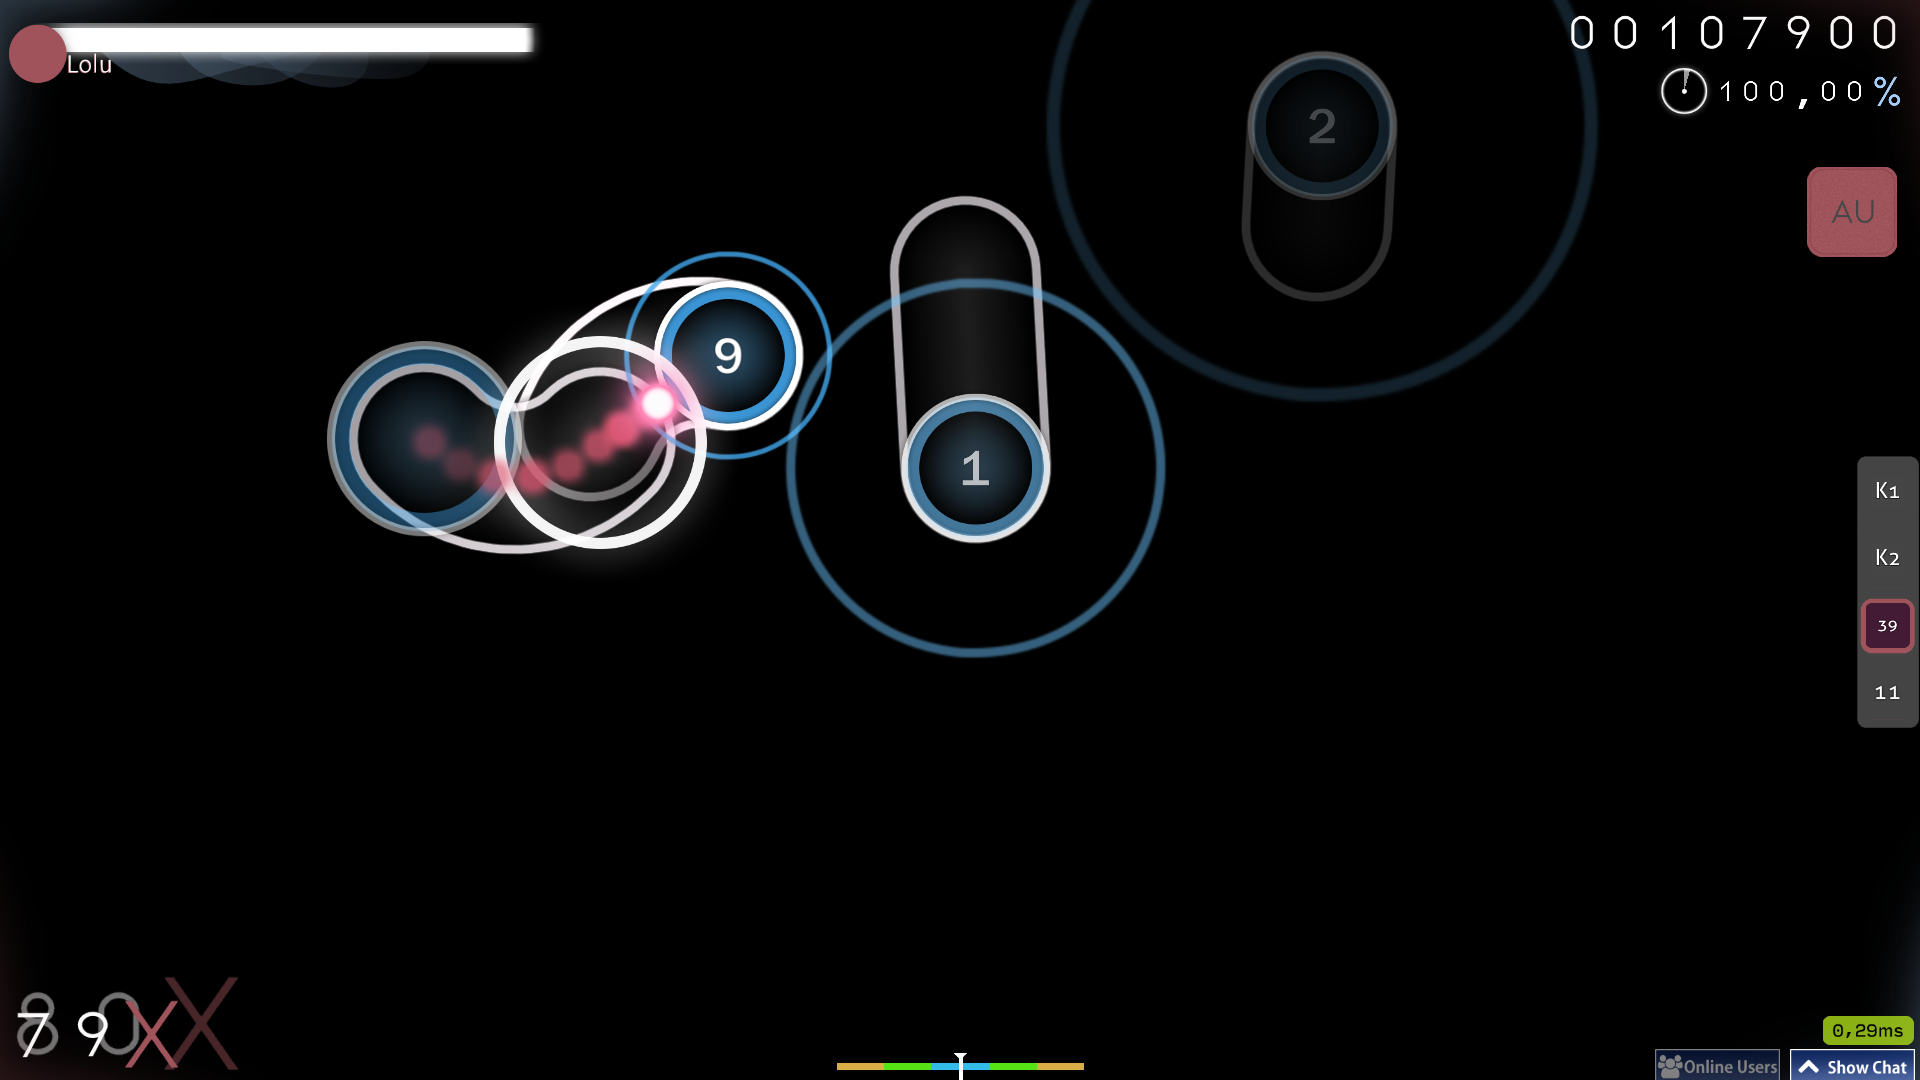 00107900
Lolu
100,00%
2
AU
9
1
K1
K2
39
11
80X
79X
0,29ms
Online Users
Show Chat